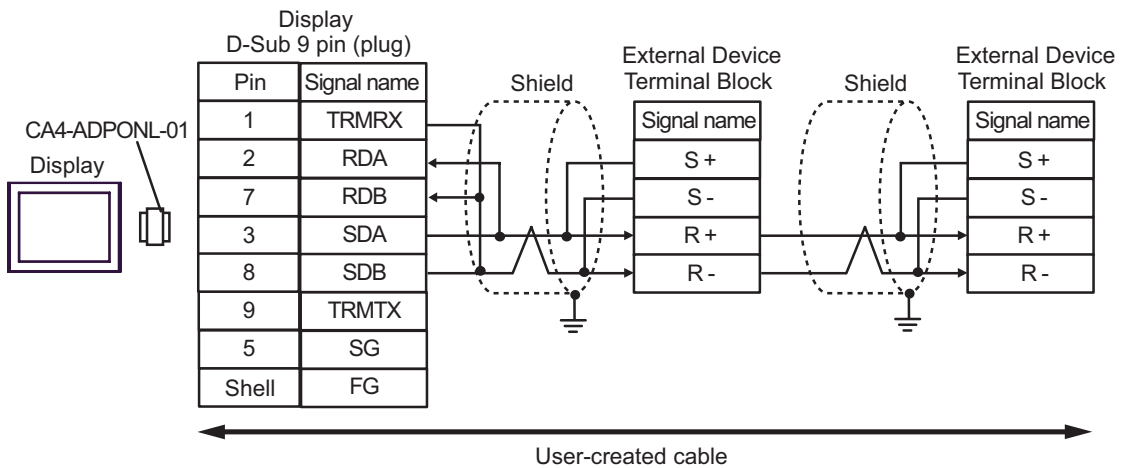 Display
D-Sub 9 pin (plug)
Pin Signal name
1 TRMRX
2 RDA
7 RDB
3 SDA
8 SDB
9 TRMTX
5 SG
Shell FG
CA4-ADPONL-01
Display
Shield
External Device
Terminal Block
Signal name
S +
S -
R +
R -
Shield
External Device
Terminal Block
Signal name
S +
S -
R +
R -
User-created cable